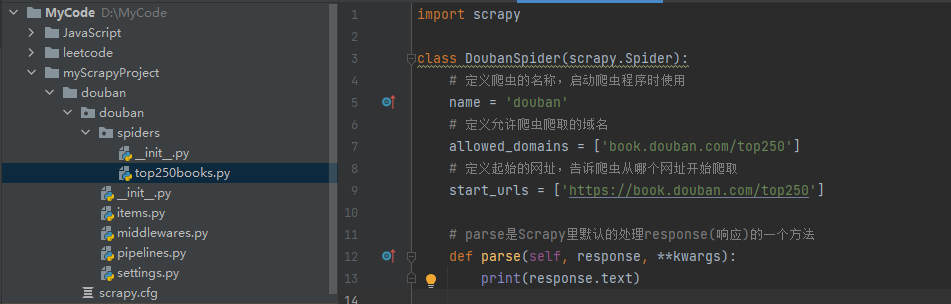 MyCode D:\MyCode
JavaScript
leetcode
myScrapyProject
douban
douban
spiders
__init__.py
top250books.py
__init__.py
items.py
middlewares.py
pipelines.py
settings.py
scrapy.cfg
1 import scrapy
2
3 class DoubanSpider(scrapy.Spider):
4 # 定义爬虫的名称，启动爬虫程序时使用
5 name = 'douban'
6 # 定义允许爬虫爬取的域名
7 allowed_domains = ['book.douban.com/top250']
8 # 定义起始的网址，告诉爬虫从哪个网址开始爬取
9 start_urls = ['https://book.douban.com/top250']
10
11 # parse是Scrapy里默认的处理response(响应)的一个方法
12 def parse(self, response, **kwargs):
13 print(response.text)
14